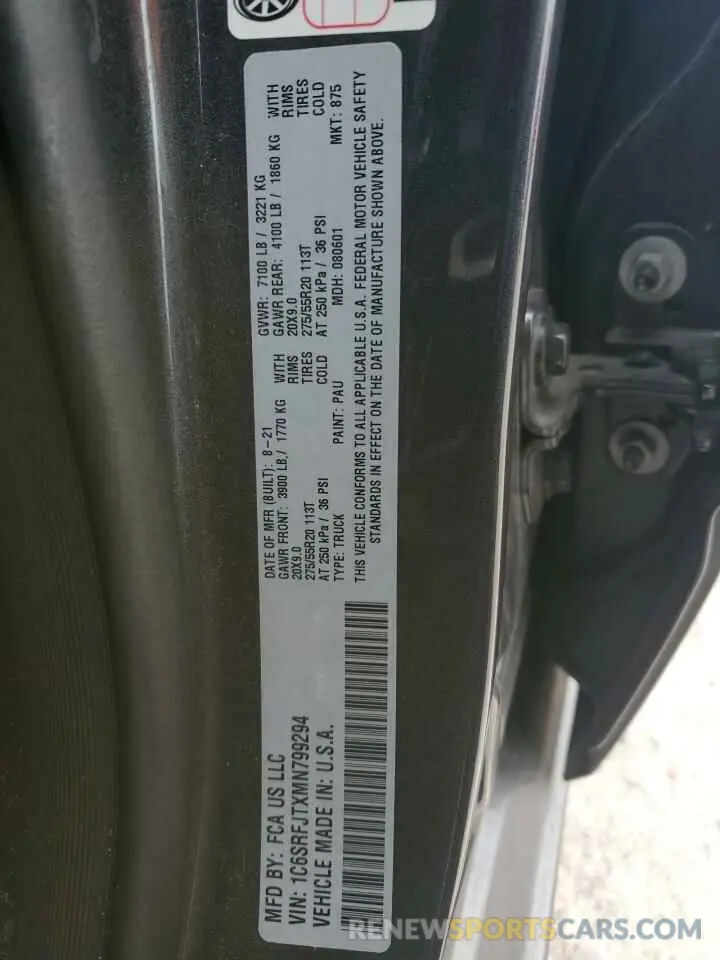 MFD BY: FCA US LLC
VIN: 1C6SRFJTXMN799294
VEHICLE MADE IN: U.S.A.
DATE OF MFR (BUILT): 8-21 GVWR: 7100 LB / 3221 KG
GAWR FRONT: 3900 LB / 1770 KG WITH GAWR REAR: 4100 LB / 1860 KG WITH
20X9.0 RIMS 20X9.0 RIMS
275/55R20 113T TIRES 275/55R20 113T TIRES
AT 250 kPa / 36 PSI COLD AT 250 kPa / 36 PSI COLD
TYPE: TRUCK PAINT: PAU MDH: 080601 MKT: 875
THIS VEHICLE CONFORMS TO ALL APPLICABLE U.S.A. FEDERAL MOTOR VEHICLE SAFETY
STANDARDS IN EFFECT ON THE DATE OF MANUFACTURE SHOWN ABOVE.
RENEWSPORTSCARS.COM